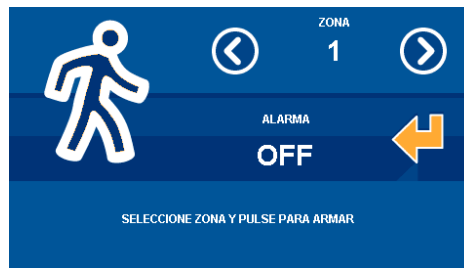 ZONA
1
ALARMA
OFF
SELECCIONE ZONA Y PULSE PARA ARMAR